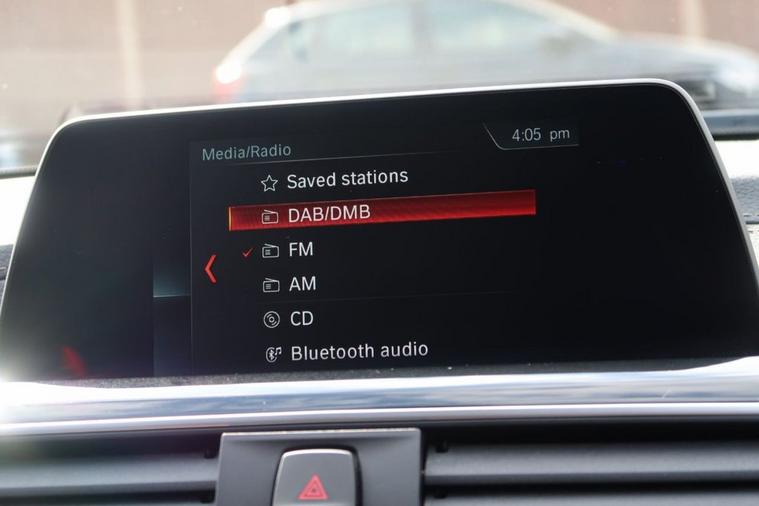 4:05 pm
Media/Radio
Saved stations
DAB/DMB
FM
AM
CD
Bluetooth audio